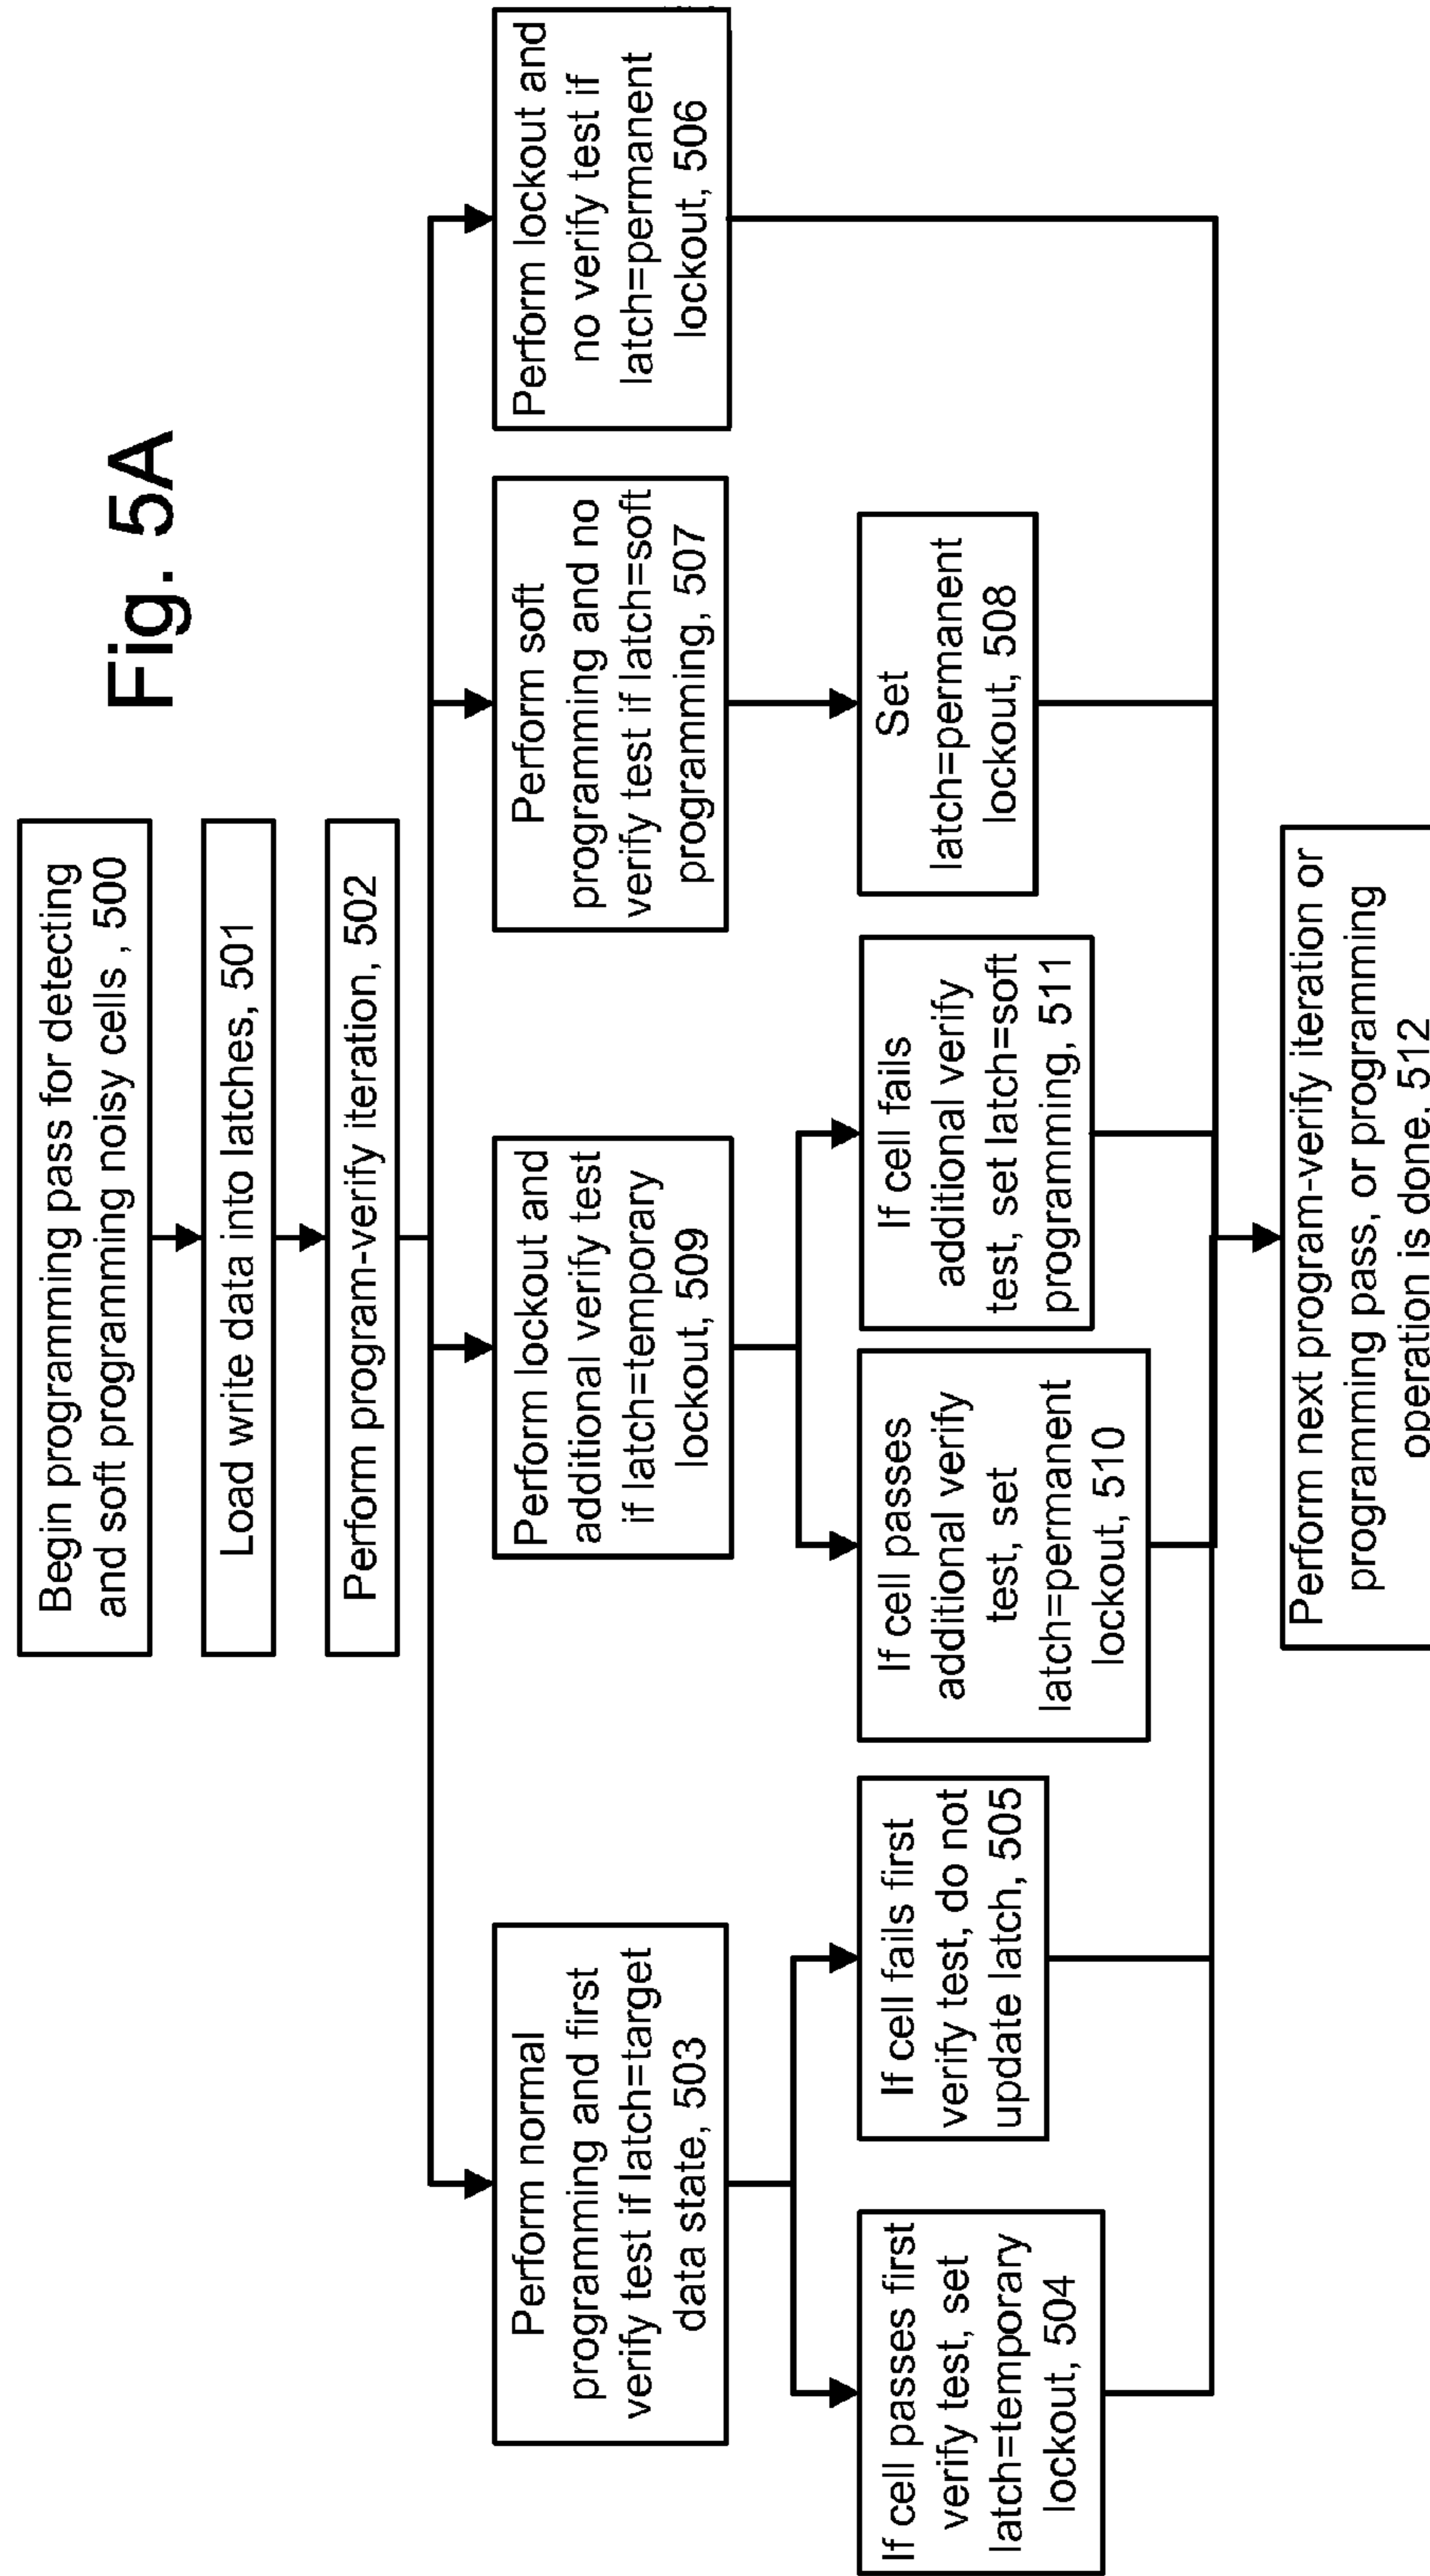 Fig. 5A
Begin programming pass for detecting
and soft programming noisy cells , 500
Load write data into latches, 501
Perform program-verify iteration, 502
Perform normal
programming and first
verify test if latch=target
data state, 503
Perform lockout and
additional verify test
if latch=temporary
lockout, 509
Perform soft
programming and no
verify test if latch=soft
programming, 507
Perform lockout and
no verify test if
latch=permanent
lockout, 506
If cell passes first
verify test, set
latch=temporary
lockout, 504
If cell fails first
verify test, do not
update latch, 505
If cell passes
additional verify
test, set
latch=permanent
lockout, 510
If cell fails
additional verify
test, set latch=soft
programming, 511
Set
latch=permanent
lockout, 508
Perform next program-verify iteration or
programming pass, or programming
operation is done, 512